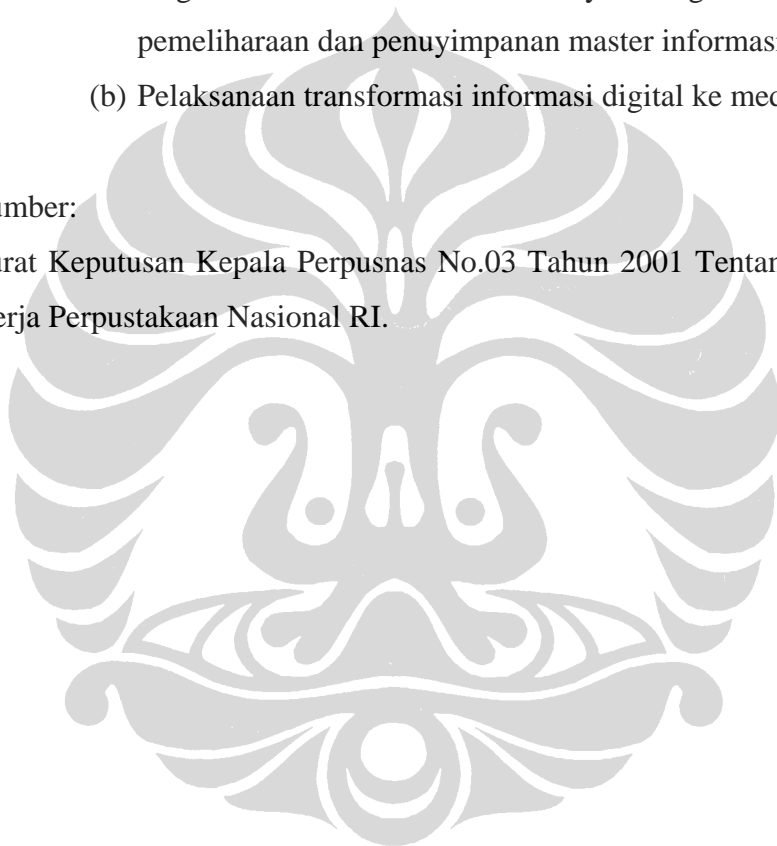 pemeliharaan dan penuyimpanan master informasi
(b) Pelaksanaan transformasi informasi digital ke med
umber:
urat Keputusan Kepala Perpusnas No.03 Tahun 2001 Tentan
erja Perpustakaan Nasional RI.